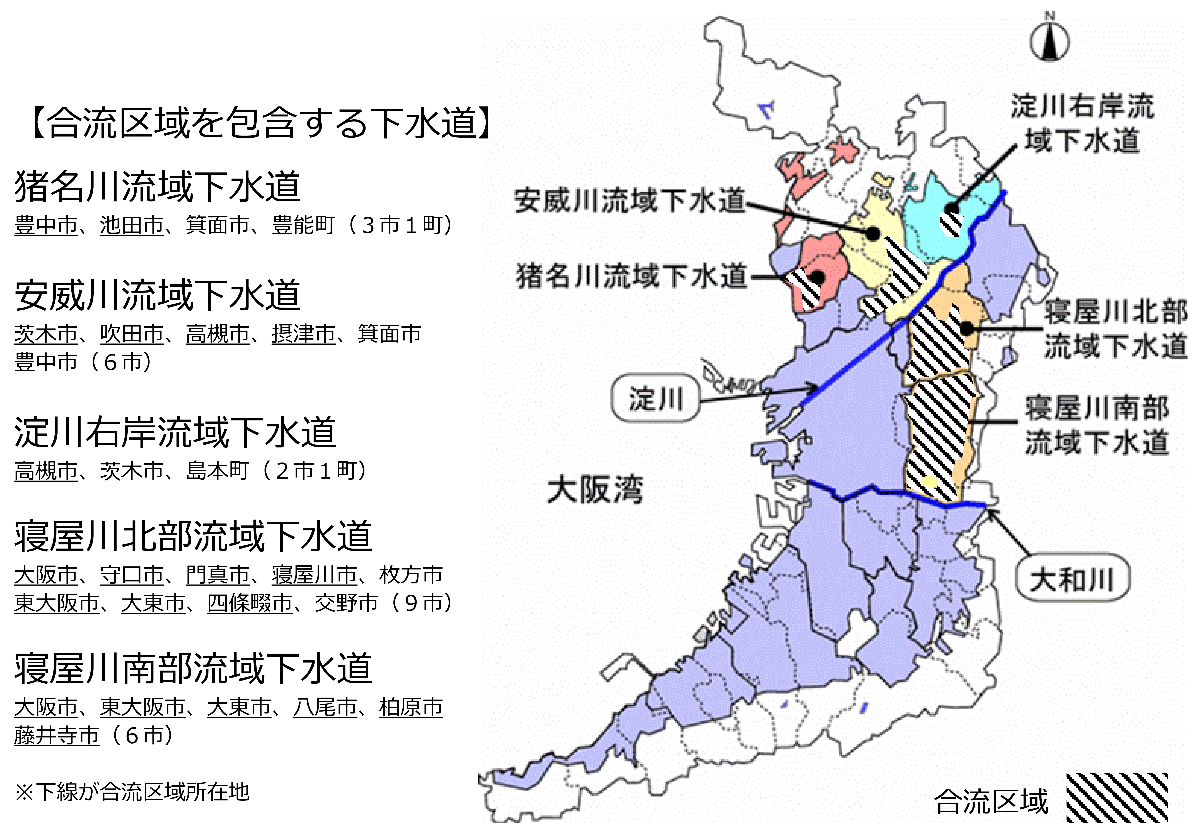 【合流区域を包含する下水道】
猪名川流域下水道
豊中市、池田市、箕面市、豊能町（３市１町）
安威川流域下水道
茨木市、吹田市、高槻市、摂津市、箕面市
豊中市（６市）
淀川右岸流域下水道
高槻市、茨木市、島本町（２市１町）
寝屋川北部流域下水道
大阪市、守口市、門真市、寝屋川市、枚方市
東大阪市、大東市、四條畷市、交野市（９市）
寝屋川南部流域下水道
大阪市、東大阪市、大東市、八尾市、柏原市
藤井寺市（６市）
※下線が合流区域所在地
N
淀川右岸流
域下水道
安威川流域下水道
猪名川流域下水道
寝屋川北部
流域下水道
淀川
寝屋川南部
流域下水道
大阪湾
大和川
合流区域